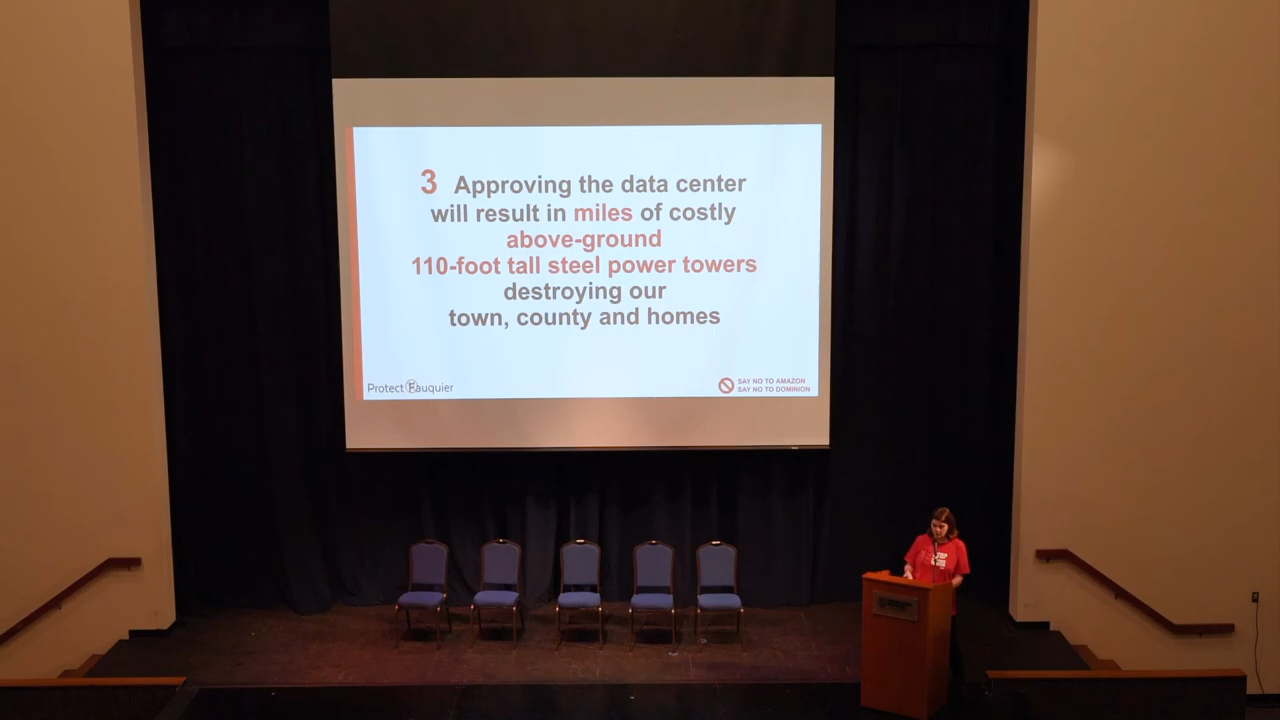 3 Approving the data center
will result in miles of costly
above-ground
110-foot tall steel power towers
destroying our
town, county and homes
Protect Fauquier
SAY NO TO AMAZON
SAY NO TO DOMINION